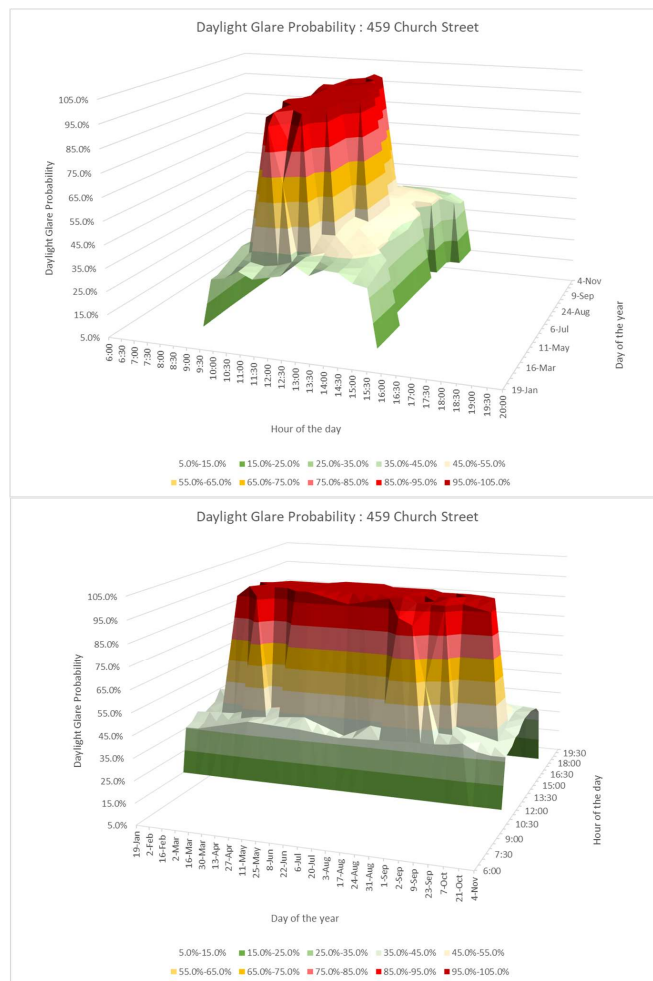 Daylight Glare Probability : 459 Church Street
105.0%
95.0%
85.0%
75.0%
65.0%
55.0%
45.0%
35.0%
25.0%
15.0%
5.0%
Daylight Glare Probability
6:00
6:30
7:00
7:30
8:00
8:30
9:00
9:30
10:00
10:30
11:30
12:00
12:30
13:00
13:30
14:00
14:30
15:00
15:30
16:00
16:30
17:30
18:00
18:30
19:00
19:30
20:00
Hour of the day
4-Nov
9-Sep
24-Aug
6-Jul
11-May
16-Mar
19-Jan
Day of the year
5.0%-15.0% 15.0%-25.0% 25.0%-35.0% 35.0%-45.0% 45.0%-55.0%
55.0%-65.0% 65.0%-75.0% 75.0%-85.0% 85.0%-95.0% 95.0%-105.0%
Daylight Glare Probability : 459 Church Street
105.0%
95.0%
85.0%
75.0%
65.0%
55.0%
45.0%
35.0%
25.0%
15.0%
5.0%
Daylight Glare Probability
19-Jan
2-Feb
16-Feb
2-Mar
16-Mar
30-Mar
13-Apr
27-Apr
11-May
25-May
8-Jun
22-Jun
6-Jul
20-Jul
3-Aug
17-Aug
24-Aug
31-Aug
1-Sep
2-Sep
9-Sep
23-Sep
7-Oct
21-Oct
4-Nov
Day of the year
19:30
18:00
16:30
15:00
13:30
12:00
10:30
9:00
7:30
6:00
Hour of the day
5.0%-15.0% 15.0%-25.0% 25.0%-35.0% 35.0%-45.0% 45.0%-55.0%
55.0%-65.0% 65.0%-75.0% 75.0%-85.0% 85.0%-95.0% 95.0%-105.0%